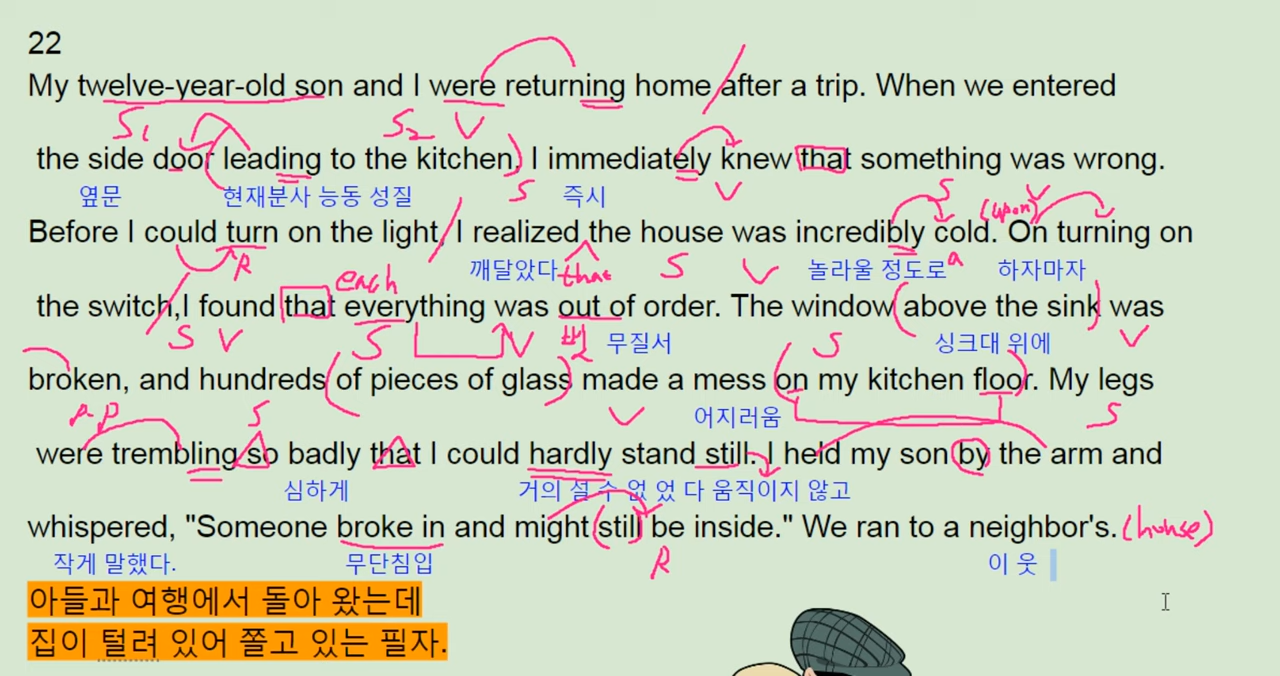 22
My twelve-year-old son and I were returning home after a trip. When we entered
S1 S2 V
the side door leading to the kitchen, I immediately knew that something was wrong.
옆문 현재분사 능동 성질 S 즉시 V
(upon) S V
Before I could turn on the light, I realized the house was incredibly cold. On turning on
R 깨달았다 that S V 놀라울 정도로 a 하자마자
each
the switch, I found that everything was out of order. The window (above the sink) was
S V S V 벗 무질서 S 싱크대 위에 V
broken, and hundreds (of pieces of glass) made a mess (on my kitchen floor). My legs
p.p S V 어지러움 S
were trembling so badly that I could hardly stand still. I held my son by the arm and
심하게 거의 설 수 없 었 다 움직이지 않고
whispered, "Someone broke in and might (still) be inside." We ran to a neighbor's. (house)
작게 말했다. 무단침입 R 이 웃
아들과 여행에서 돌아 왔는데
집이 털려 있어 쫄고 있는 필자.